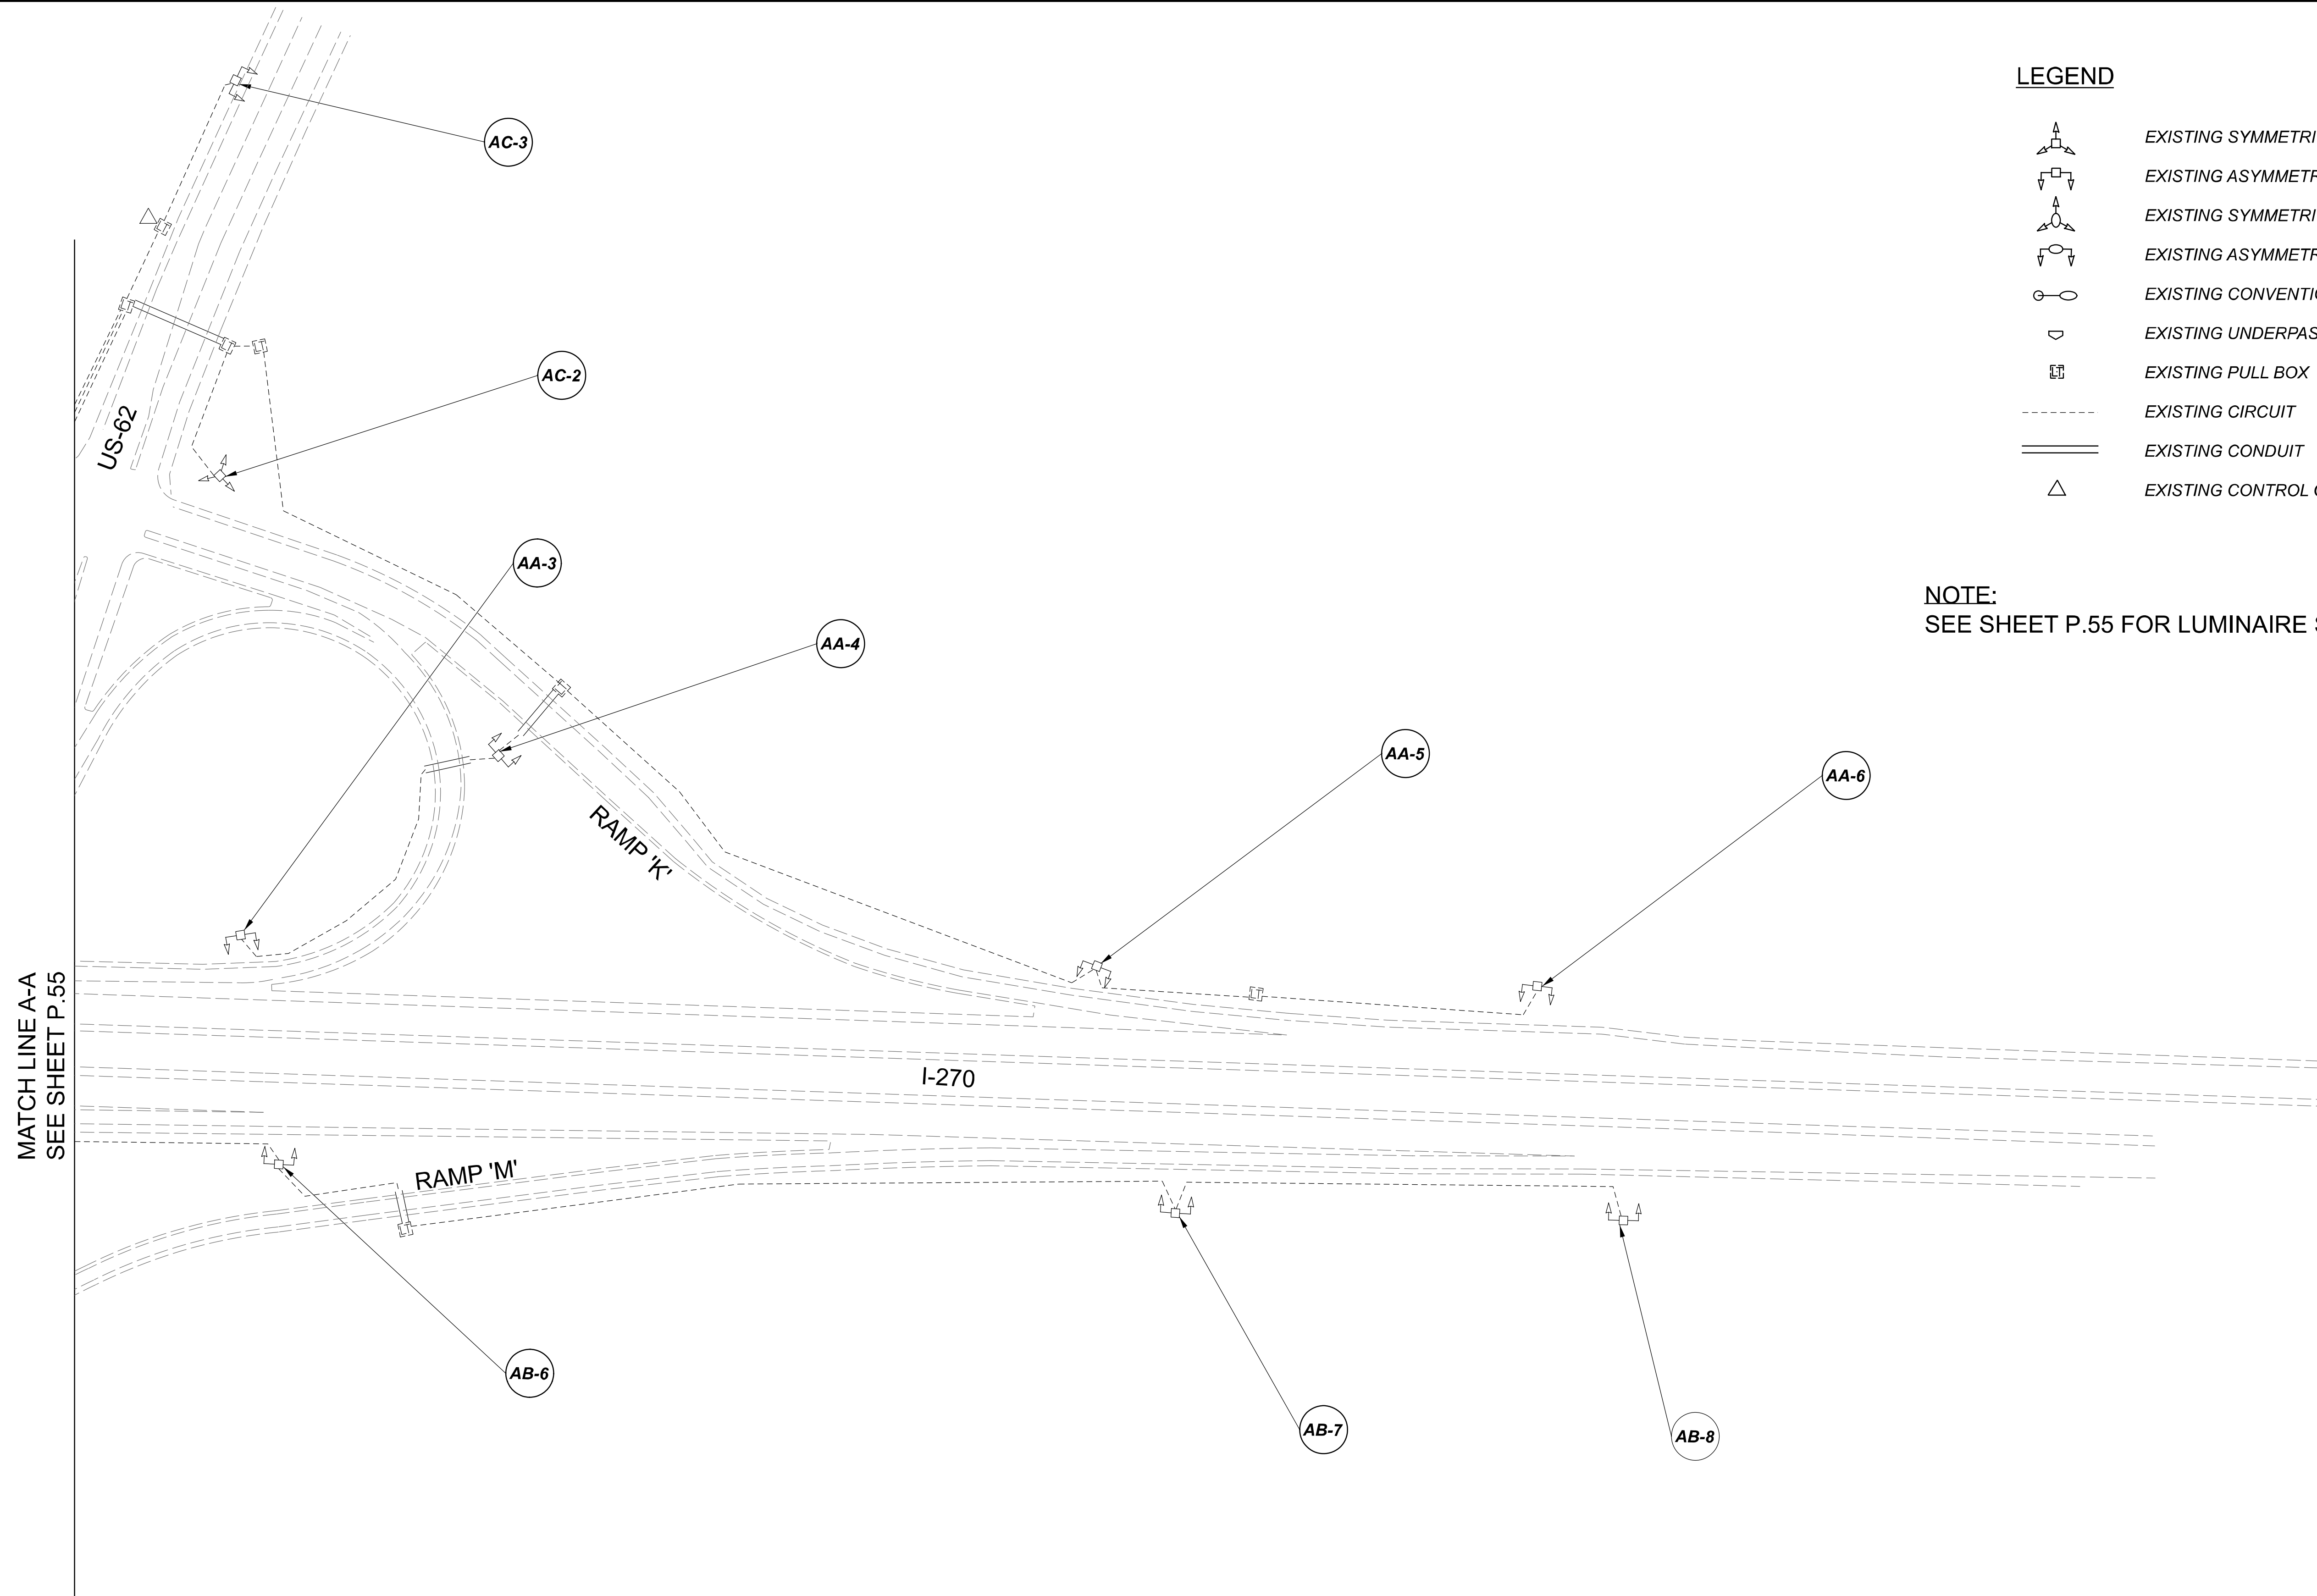 LEGEND
EXISTING SYMMETRI
EXISTING ASYMMETR
EXISTING SYMMETRI
EXISTING ASYMMETR
EXISTING CONVENTIO
EXISTING UNDERPAS
LT EXISTING PULL BOX
EXISTING CIRCUIT
EXISTING CONDUIT
EXISTING CONTROL
NOTE:
SEE SHEET P.55 FOR LUMINAIRE S
AC-3
AC-2
US-62
AA-3
AA-4
AA-5
AA-6
RAMP 'K'
MATCH LINE A-A
SEE SHEET P.55
I-270
RAMP 'M'
AB-6
AB-7
AB-8